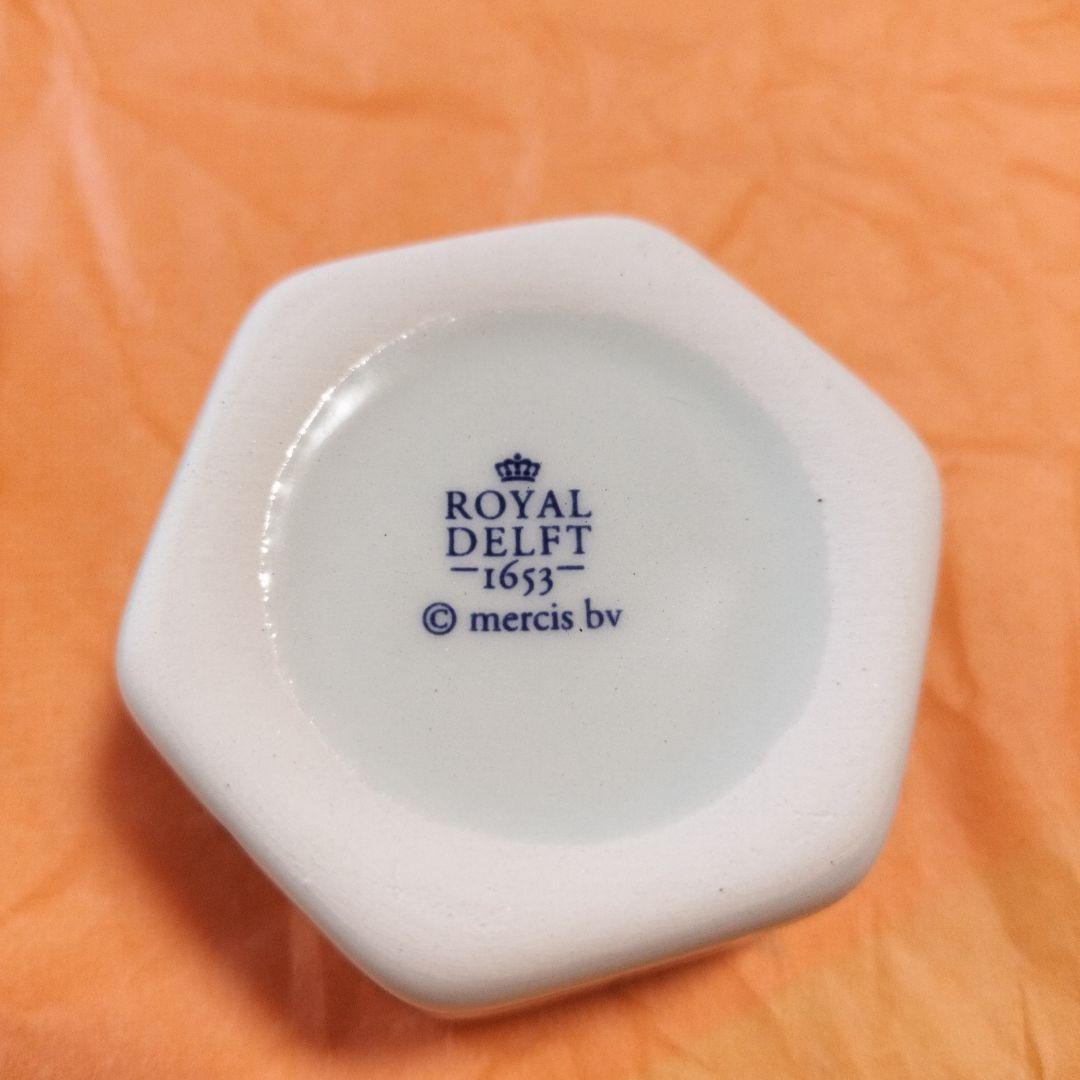 ROYAL
DELFT
–1653–
© mercis bv